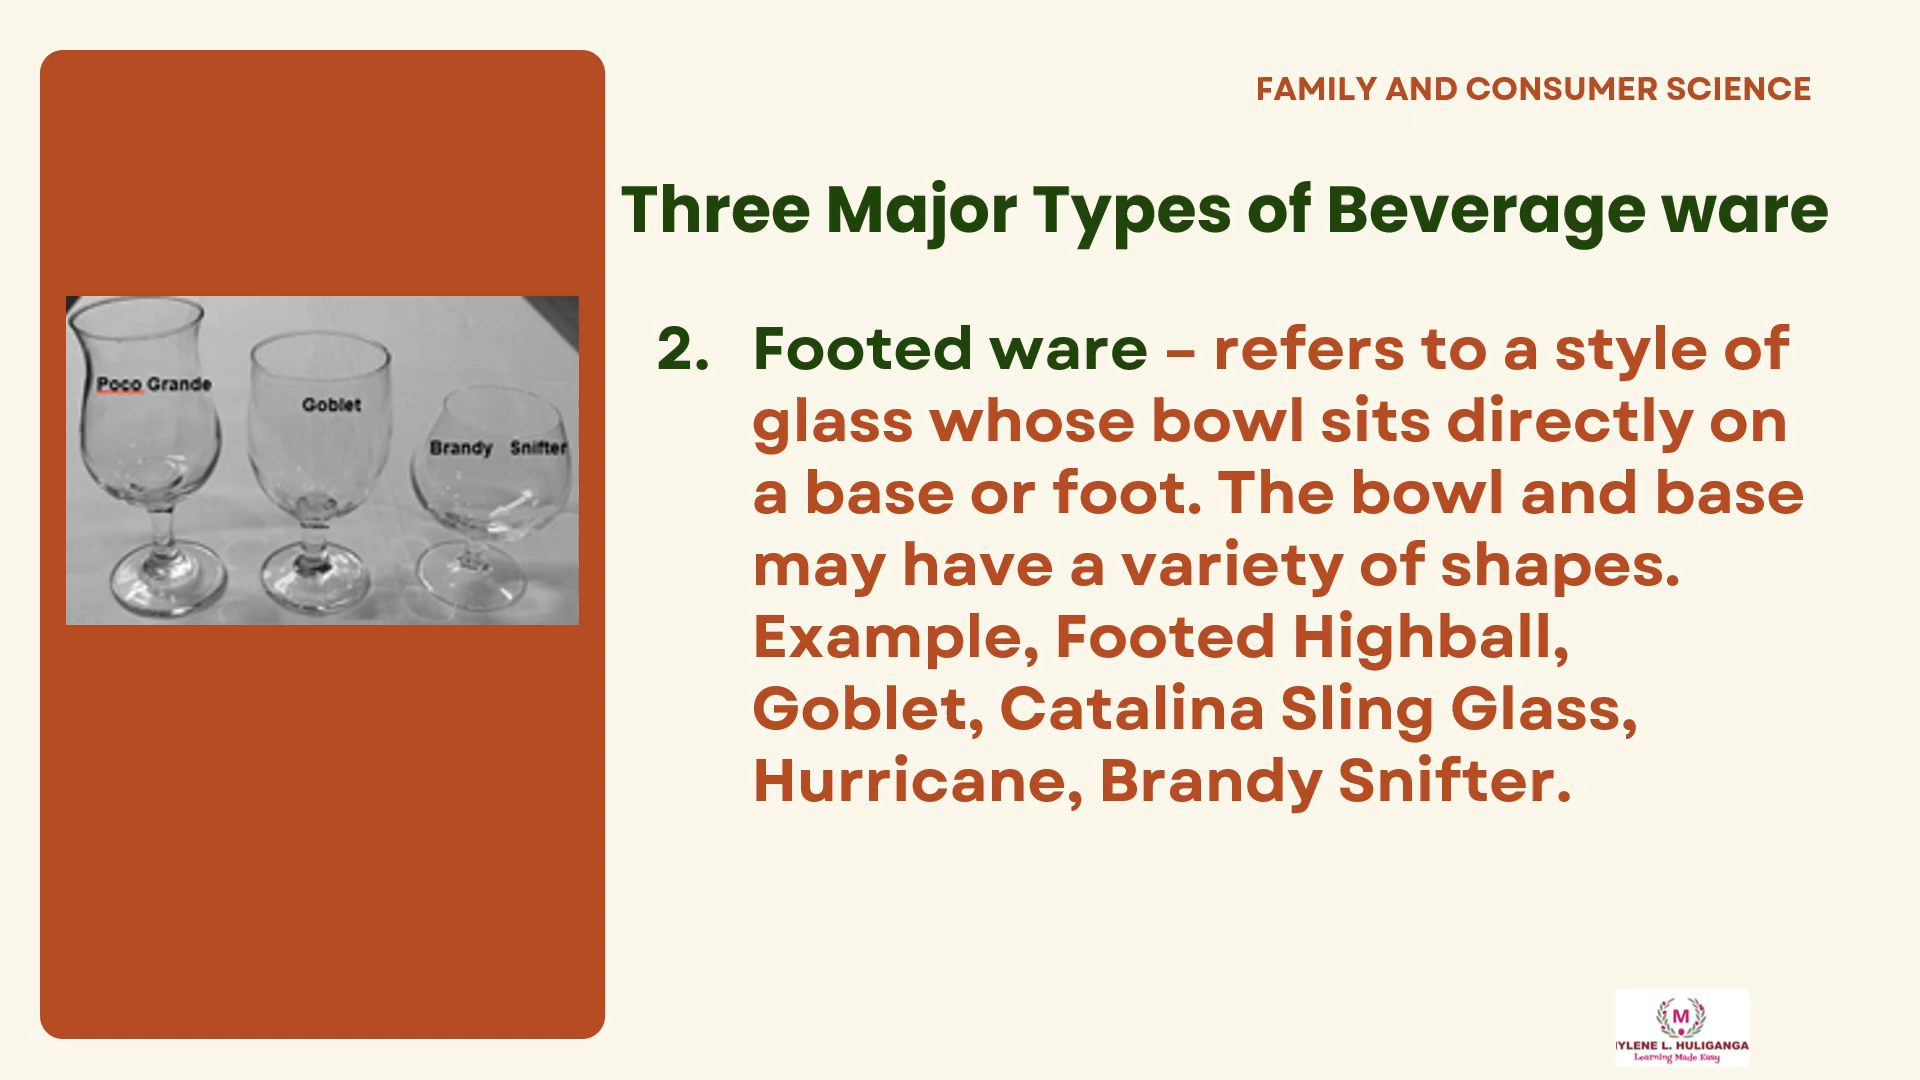 FAMILY AND CONSUMER SCIENCE
Three Major Types of Beverage ware
Poco Grande
Goblet
Brandy Snifter
2. Footed ware – refers to a style of
glass whose bowl sits directly on
a base or foot. The bowl and base
may have a variety of shapes.
Example, Footed Highball,
Goblet, Catalina Sling Glass,
Hurricane, Brandy Snifter.
M
YLENE L. HULIGANGA
Learning Made Easy